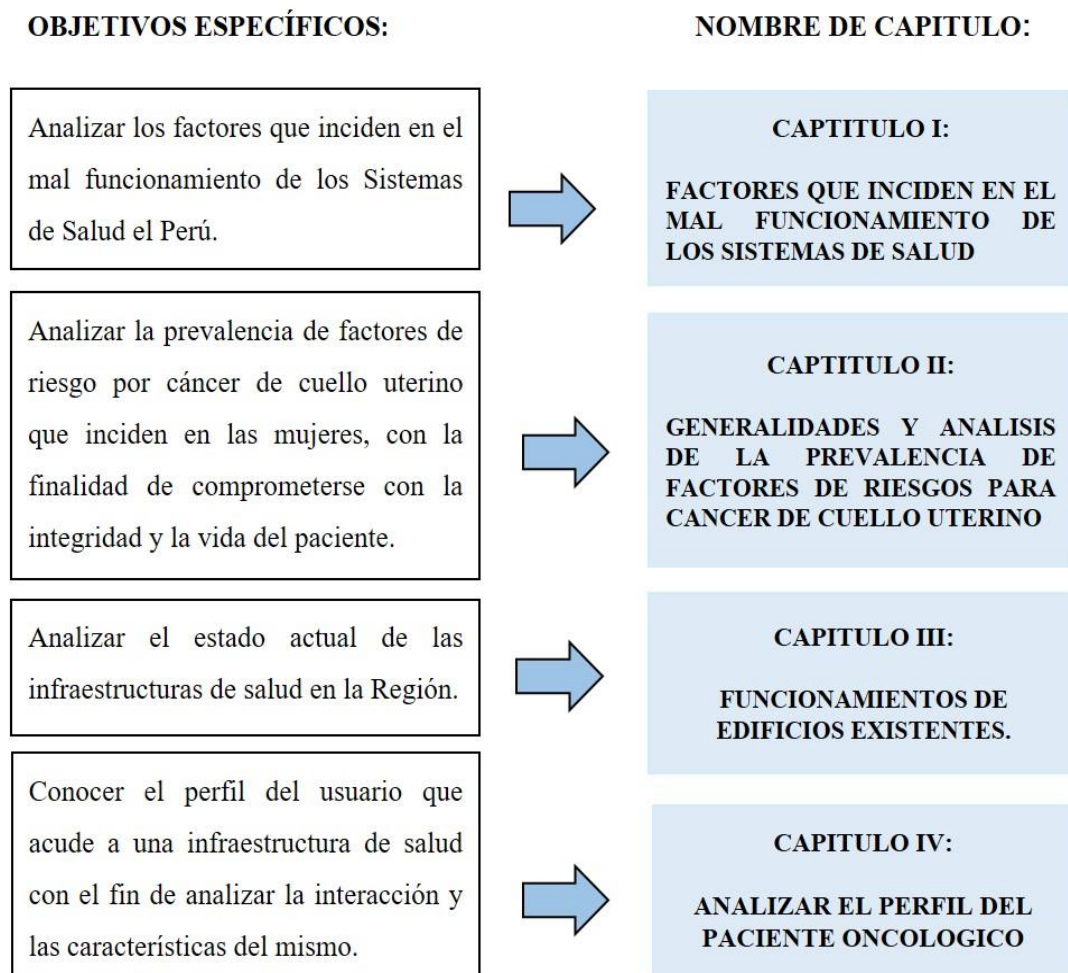 OBJETIVOS ESPECÍFICOS:
NOMBRE DE CAPITULO:
Analizar los factores que inciden en el
mal funcionamiento de los Sistemas
de Salud el Perú.
CAPTITULO I:
FACTORES QUE INCIDEN EN EL
MAL FUNCIONAMIENTO DE
LOS SISTEMAS DE SALUD
Analizar la prevalencia de factores de
riesgo por cáncer de cuello uterino
que inciden en las mujeres, con la
finalidad de comprometerse con la
integridad y la vida del paciente.
CAPTITULO II:
GENERALIDADES Y ANALISIS
DE LA PREVALENCIA DE
FACTORES DE RIESGOS PARA
CANCER DE CUELLO UTERINO
Analizar el estado actual de las
infraestructuras de salud en la Región.
CAPITULO III:
FUNCIONAMIENTOS DE
EDIFICIOS EXISTENTES.
Conocer el perfil del usuario que
acude a una infraestructura de salud
con el fin de analizar la interacción y
las características del mismo.
CAPITULO IV:
ANALIZAR EL PERFIL DEL
PACIENTE ONCOLOGICO